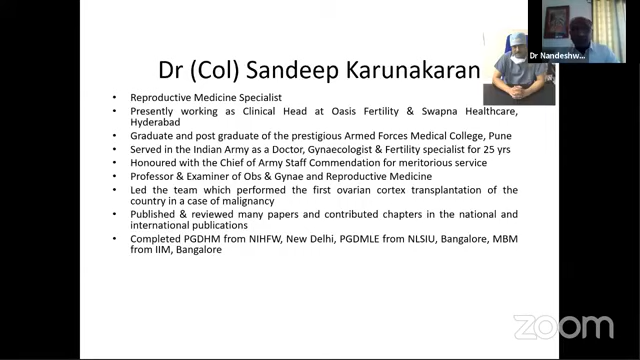 Dr (Col) Sandeep Karunakaran
Dr Nandeshw...
• Reproductive Medicine Specialist
• Presently working as Clinical Head at Oasis Fertility & Swapna Healthcare,
Hyderabad
• Graduate and post graduate of the prestigious Armed Forces Medical College, Pune
• Served in the Indian Army as a Doctor, Gynaecologist & Fertility specialist for 25 yrs
• Honoured with the Chief of Army Staff Commendation for meritorious service
• Professor & Examiner of Obs & Gynae and Reproductive Medicine
• Led the team which performed the first ovarian cortex transplantation of the
country in a case of malignancy
• Published & reviewed many papers and contributed chapters in the national and
international publications
• Completed PGDHM from NIHFW, New Delhi, PGDMLE from NLSIU, Bangalore, MBM
from IIM, Bangalore
zoom